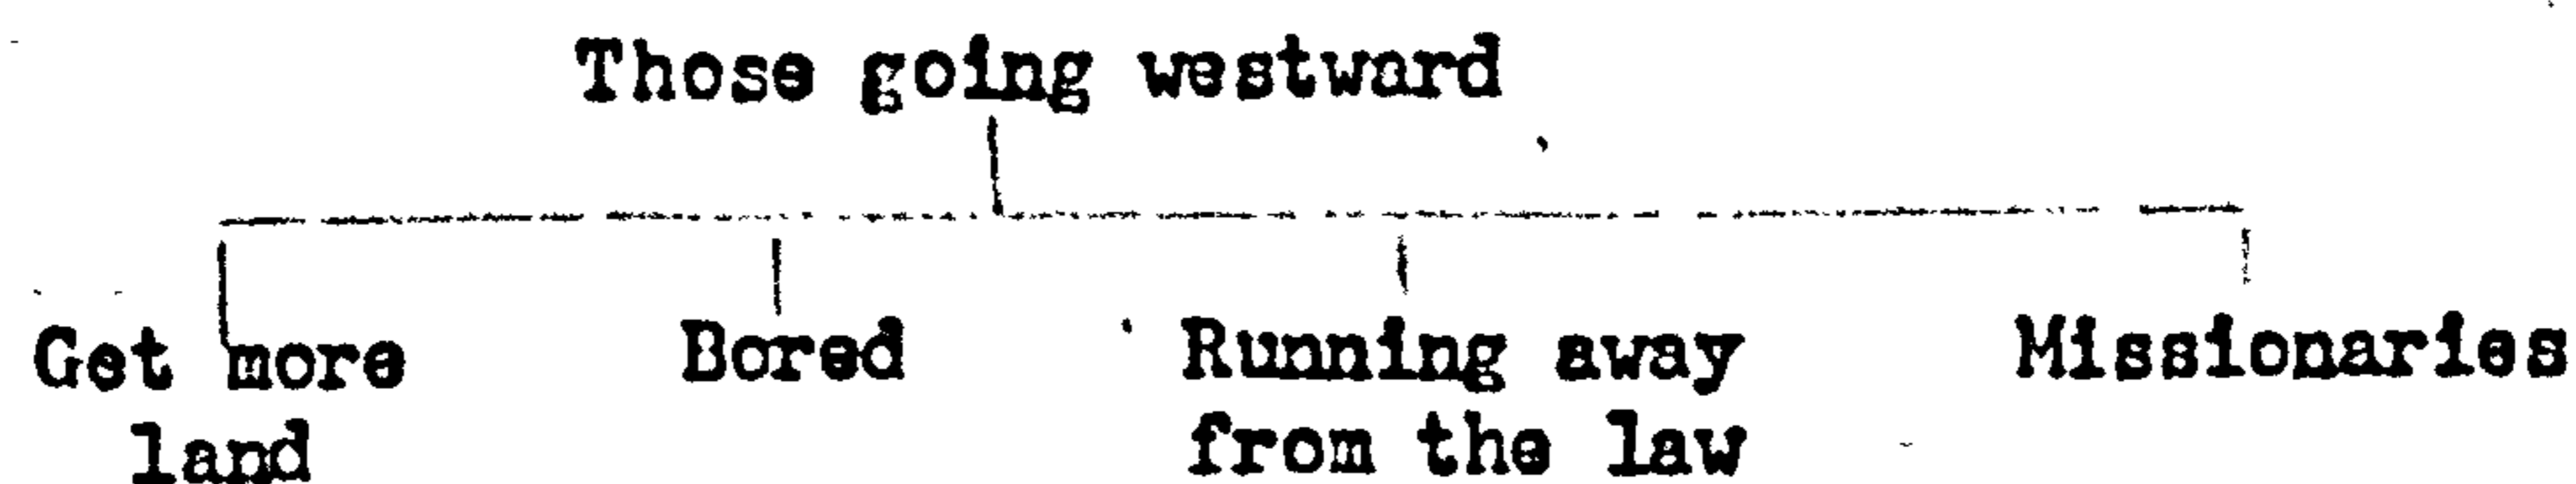 Those going westward
Get more Bored Running away Missionaries
land from the law